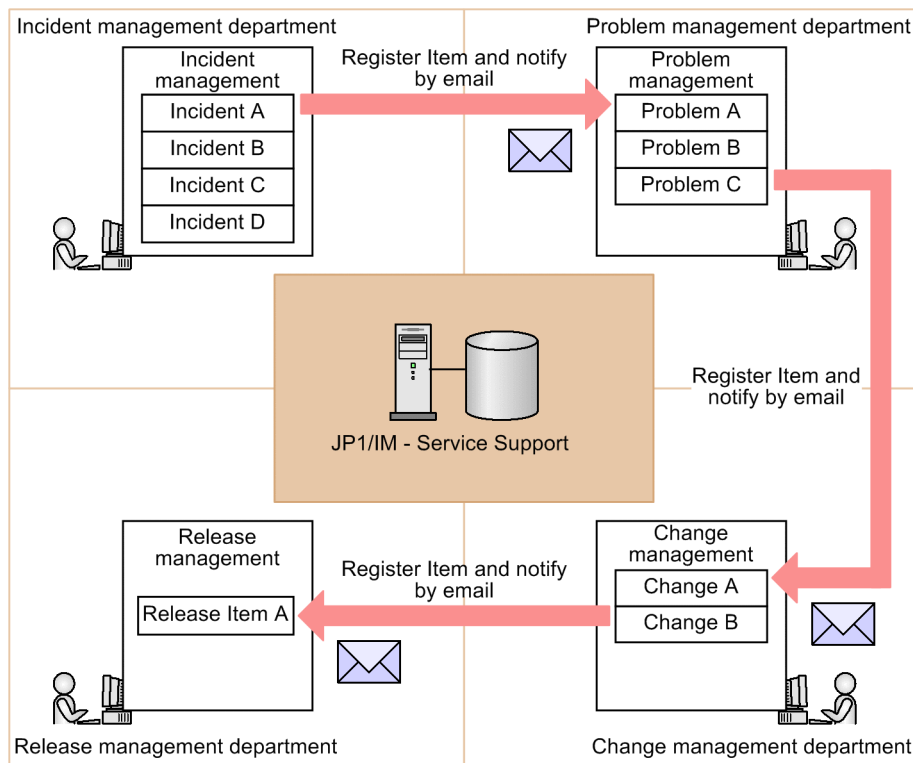 Incident management department
Incident
management
Incident A
Incident B
Incident C
Incident D
Register Item and notify
by email
Problem management department
Problem
management
Problem A
Problem B
Problem C
Register Item and
notify by email
JP1/IM - Service Support
Release
management
Release Item A
Release management department
Register Item and notify
by email
Change
management
Change A
Change B
Change management department